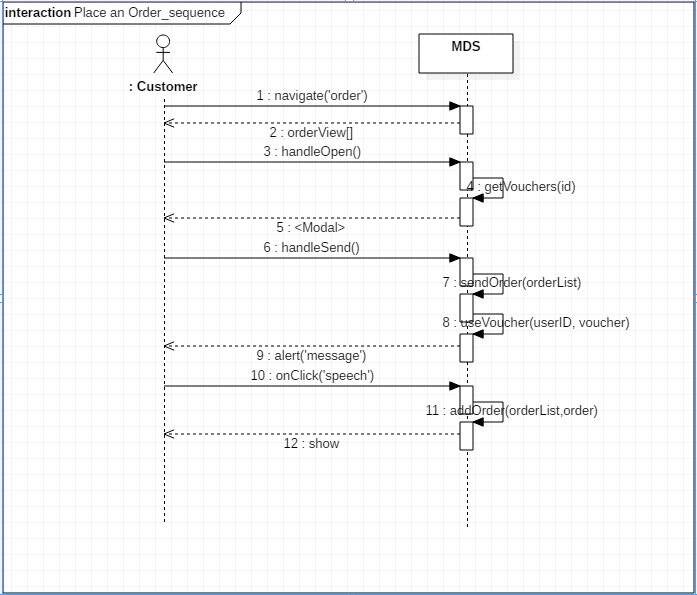 interaction Place an Order_sequence
MDS
: Customer
1 : navigate('order')
2 : orderView[]
3 : handleOpen()
4 : getVouchers(id)
5 : <Modal>
6 : handleSend()
7 : sendOrder(orderList)
8 : useVoucher(userID, voucher)
9 : alert('message')
10 : onClick('speech')
11 : addOrder(orderList,order)
12 : show